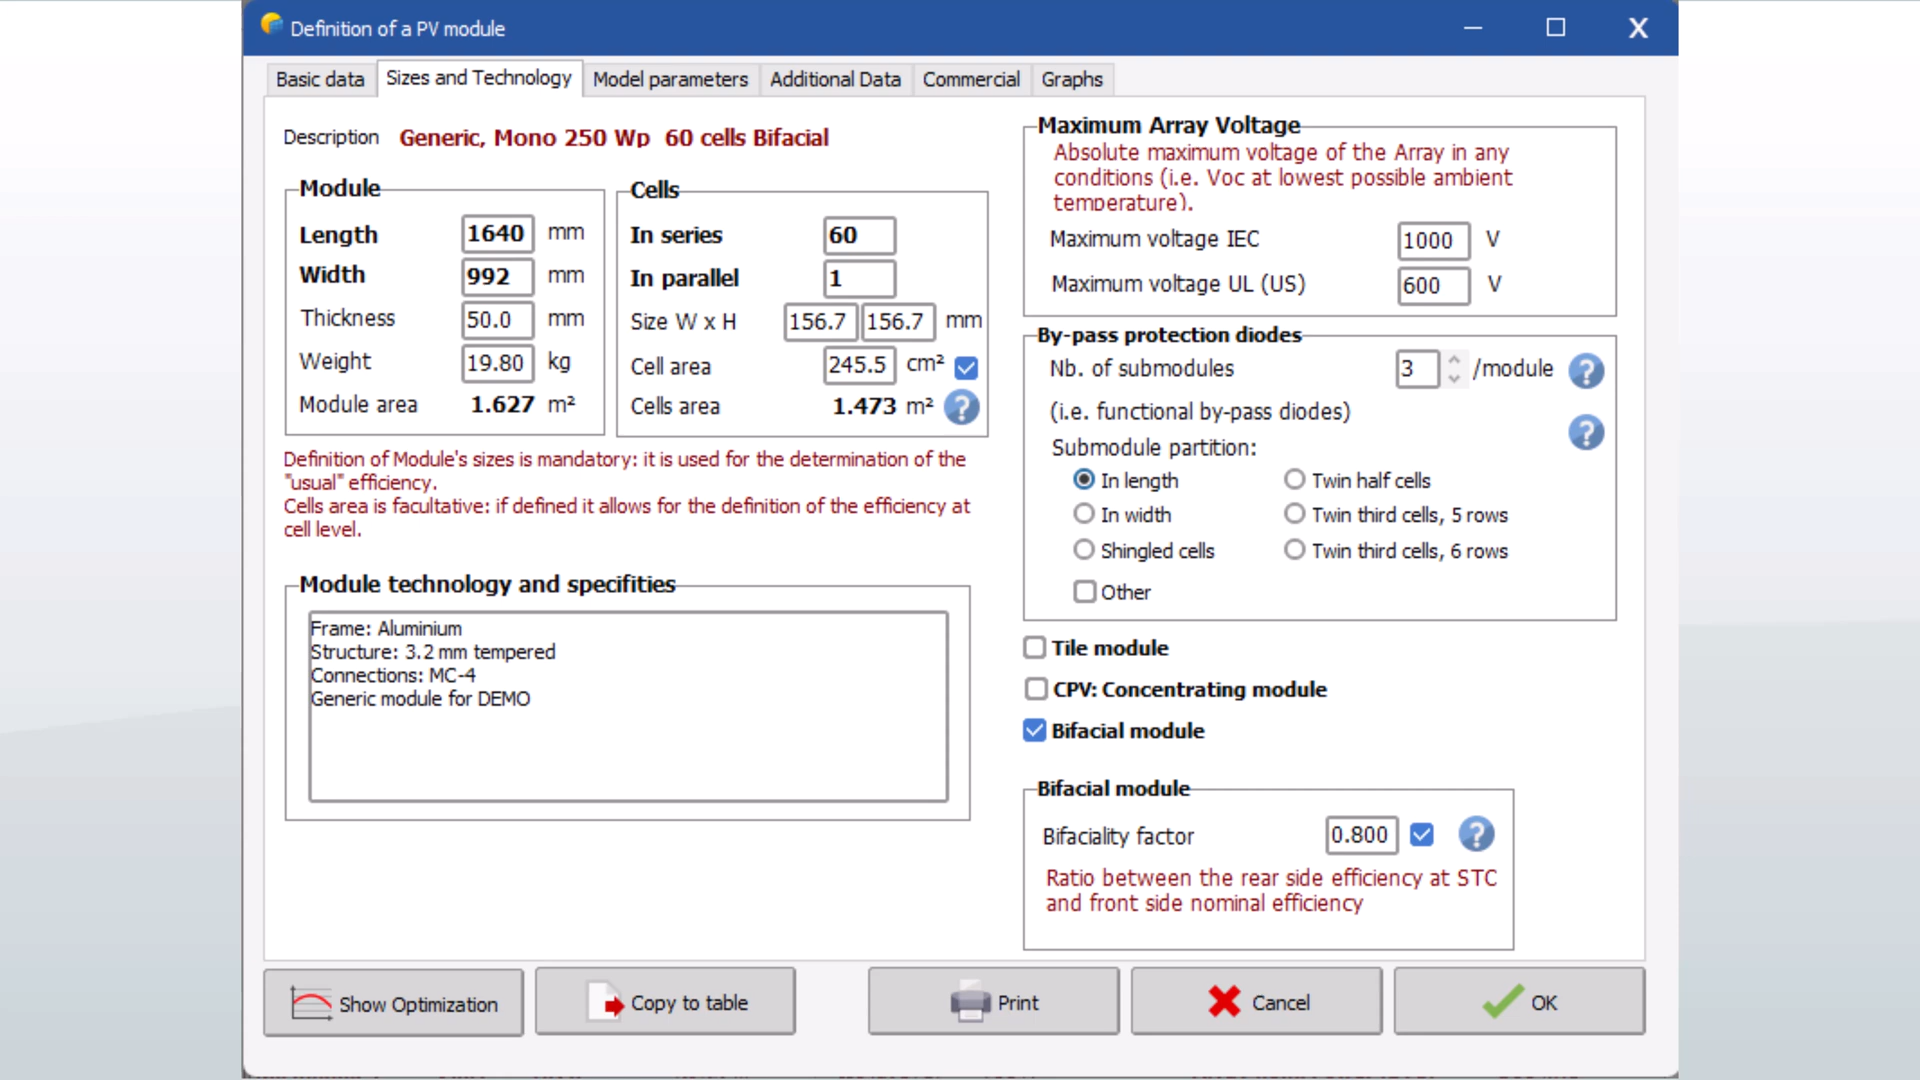 Definition of a PV module
Basic data
Sizes and Technology
Model parameters
Additional Data
Commercial
Graphs
Description Generic, Mono 250 Wp 60 cells Bifacial
Module
Length 1640 mm
Width 992 mm
Thickness 50.0 mm
Weight 19.80 kg
Module area 1.627 m²
Cells
In series 60
In parallel 1
Size W x H 156.7 156.7 mm
Cell area 245.5 cm²
Cells area 1.473 m² ?
Definition of Module's sizes is mandatory: it is used for the determination of the
"usual" efficiency.
Cells area is facultative: if defined it allows for the definition of the efficiency at
cell level.
Module technology and specifities
Frame: Aluminium
Structure: 3.2 mm tempered
Connections: MC-4
Generic module for DEMO
Maximum Array Voltage
Absolute maximum voltage of the Array in any
conditions (i.e. Voc at lowest possible ambient
temperature).
Maximum voltage IEC 1000 V
Maximum voltage UL (US) 600 V
By-pass protection diodes
Nb. of submodules 3 /module ?
(i.e. functional by-pass diodes) ?
Submodule partition:
In length Twin half cells
In width Twin third cells, 5 rows
Shingled cells Twin third cells, 6 rows
Other
Tile module
CPV: Concentrating module
Bifacial module
Bifacial module
Bifaciality factor 0.800 ?
Ratio between the rear side efficiency at STC
and front side nominal efficiency
Show Optimization
Copy to table
Print
Cancel
OK